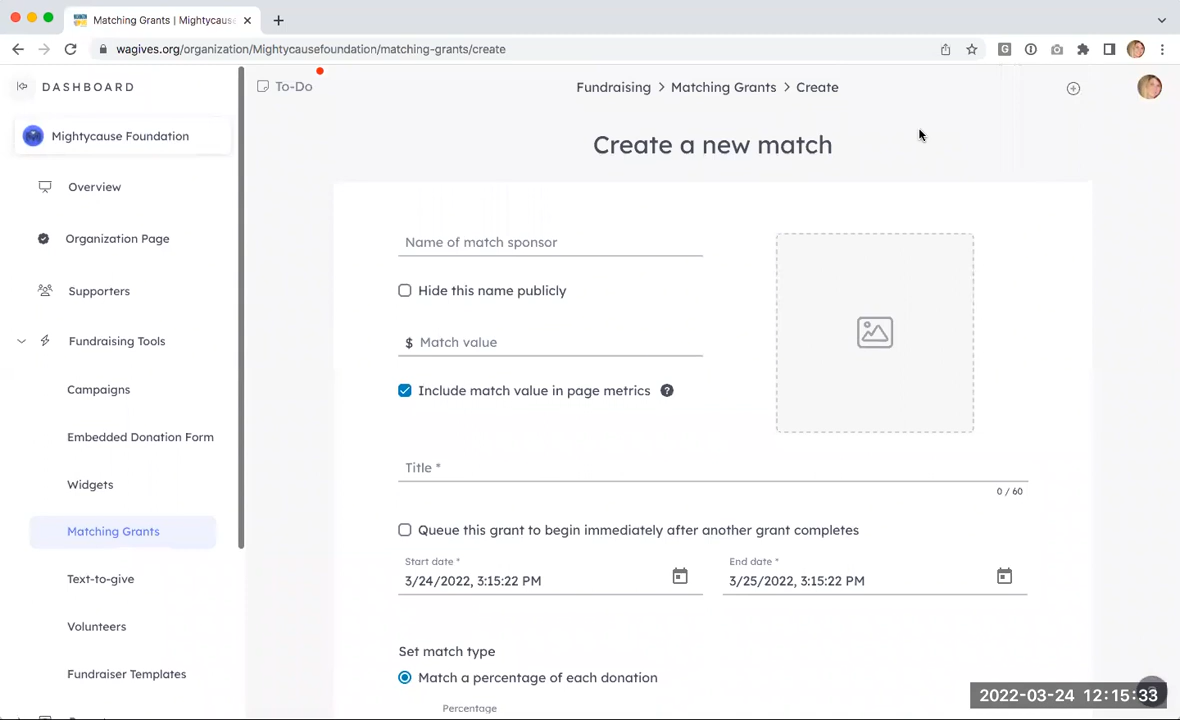 Matching Grants | Mightycause
wagives.org/organization/Mightycausefoundation/matching-grants/create
DASHBOARD
To-Do
Fundraising > Matching Grants > Create
Mightycause Foundation
Create a new match
Overview
Organization Page
Supporters
Fundraising Tools
Campaigns
Embedded Donation Form
Widgets
Matching Grants
Text-to-give
Volunteers
Fundraiser Templates
Name of match sponsor
Hide this name publicly
$ Match value
Include match value in page metrics ?
Title *
0 / 60
Queue this grant to begin immediately after another grant completes
Start date *
3/24/2022, 3:15:22 PM
End date *
3/25/2022, 3:15:22 PM
Set match type
Match a percentage of each donation
Percentage
2022-03-24 12:15:33